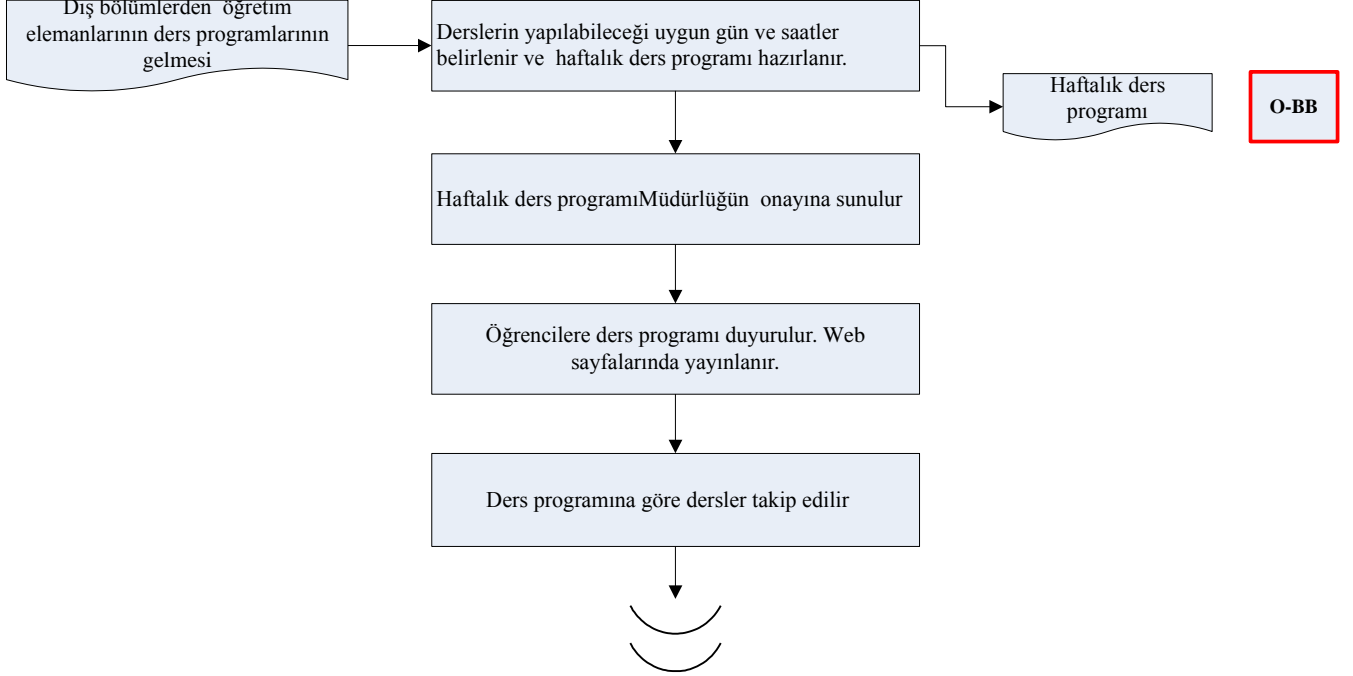 Dış bölümlerden öğretim
elemanlarının ders programlarının
gelmesi
Derslerin yapılabileceği uygun gün ve saatler
belirlenir ve haftalık ders programı hazırlanır.
Haftalık ders
programı
O-BB
Haftalık ders programıMüdürlüğün onayına sunulur
Öğrencilere ders programı duyurulur. Web
sayfalarında yayınlanır.
Ders programına göre dersler takip edilir